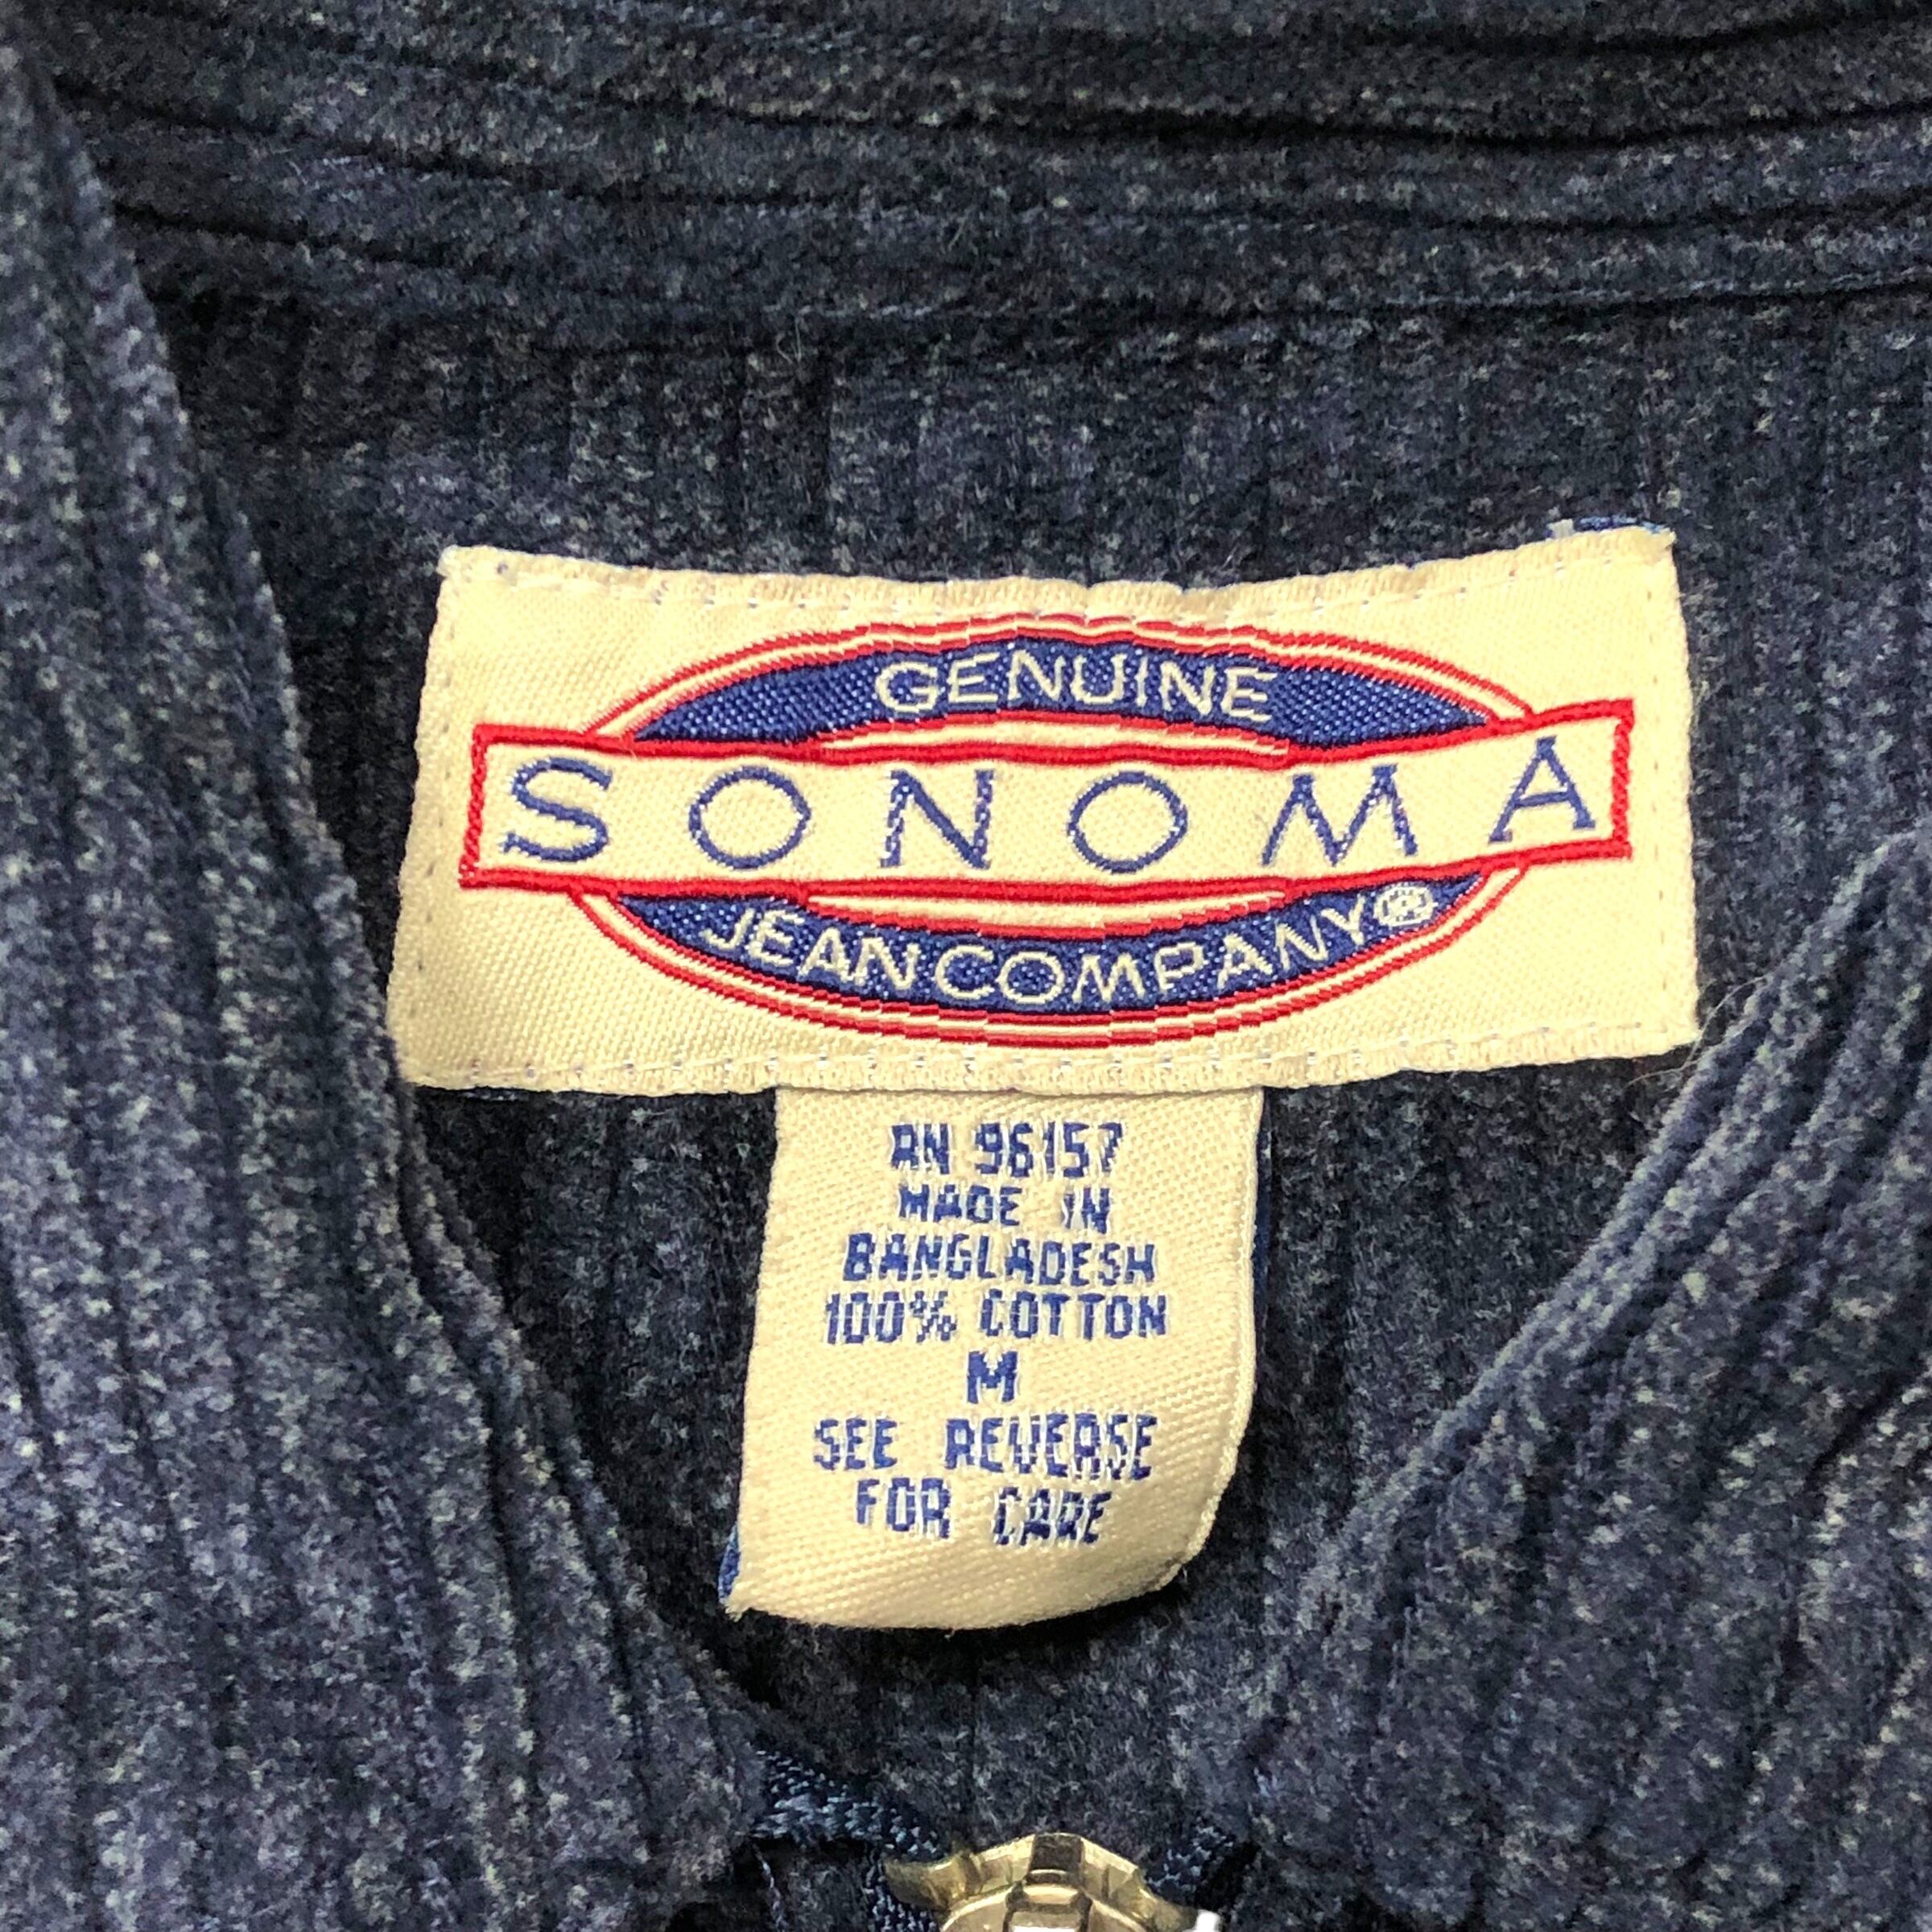 GENUINE
SONOMA
JEAN COMPANY®
RN 96157
MADE IN
BANGLADESH
100% COTTON
M
SEE REVERSE
FOR CARE